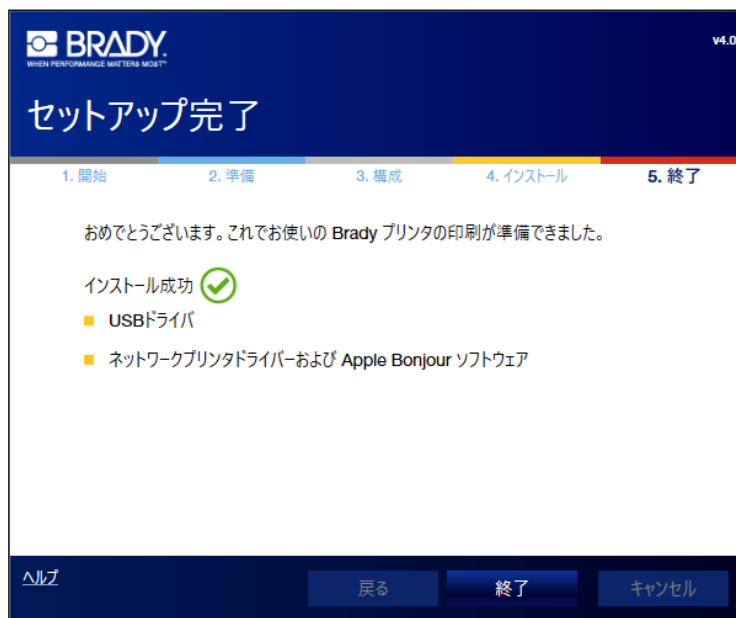 BRADY.
WHEN PERFORMANCE MATTERS MOST™
v4.0
セットアップ完了
1. 開始
2. 準備
3. 構成
4. インストール
5. 終了
おめでとうございます。これでお使いの Brady プリンタの印刷が準備できました。
インストール成功
USBドライバ
ネットワークプリンタドライバーおよび Apple Bonjour ソフトウェア
ヘルプ
戻る
終了
キャンセル